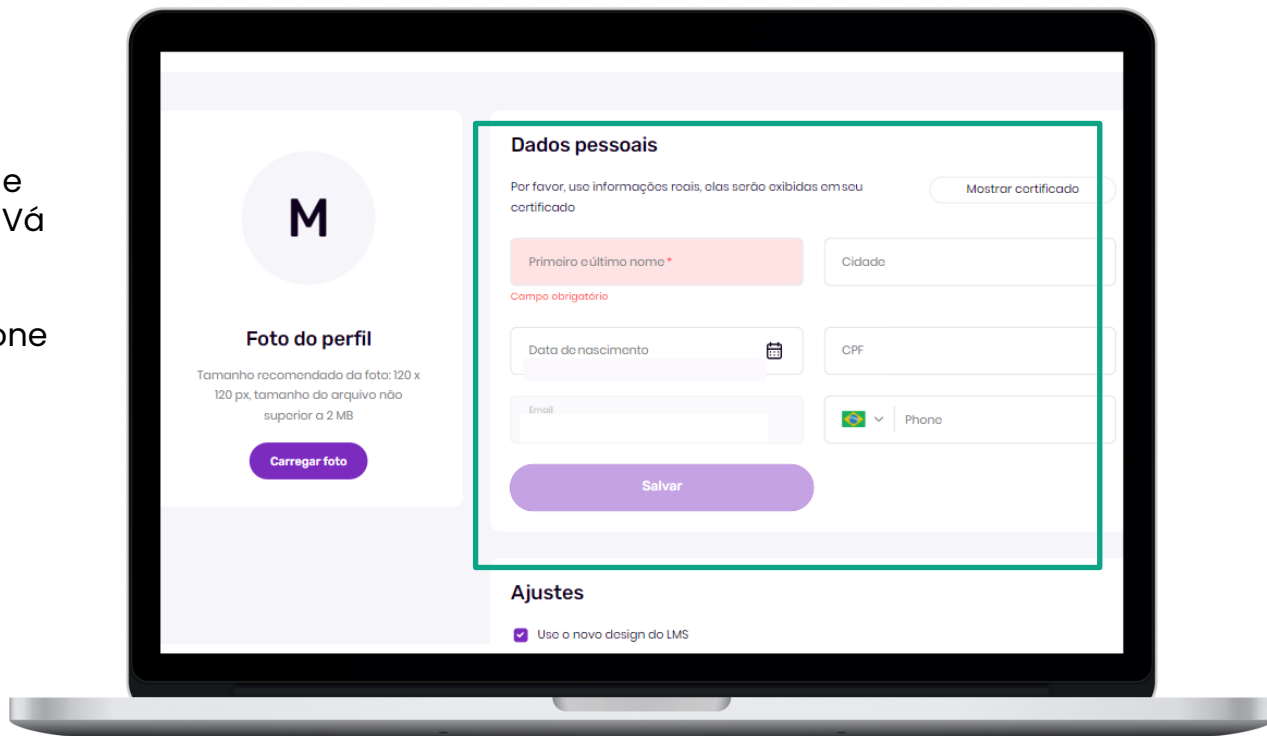 e
Vá
one
M
Foto do perfil
Tamanho recomendado da foto: 120 x
120 px, tamanho do arquivo não
superior a 2 MB
Carregar foto
Dados pessoais
Por favor, use informações reais, elas serão exibidas em seu
certificado
Mostrar certificado
Primeiro e último nome *
Cidade
Campo obrigatório
Data de nascimento
CPF
Email
Phone
Salvar
Ajustes
Use o novo design do LMS